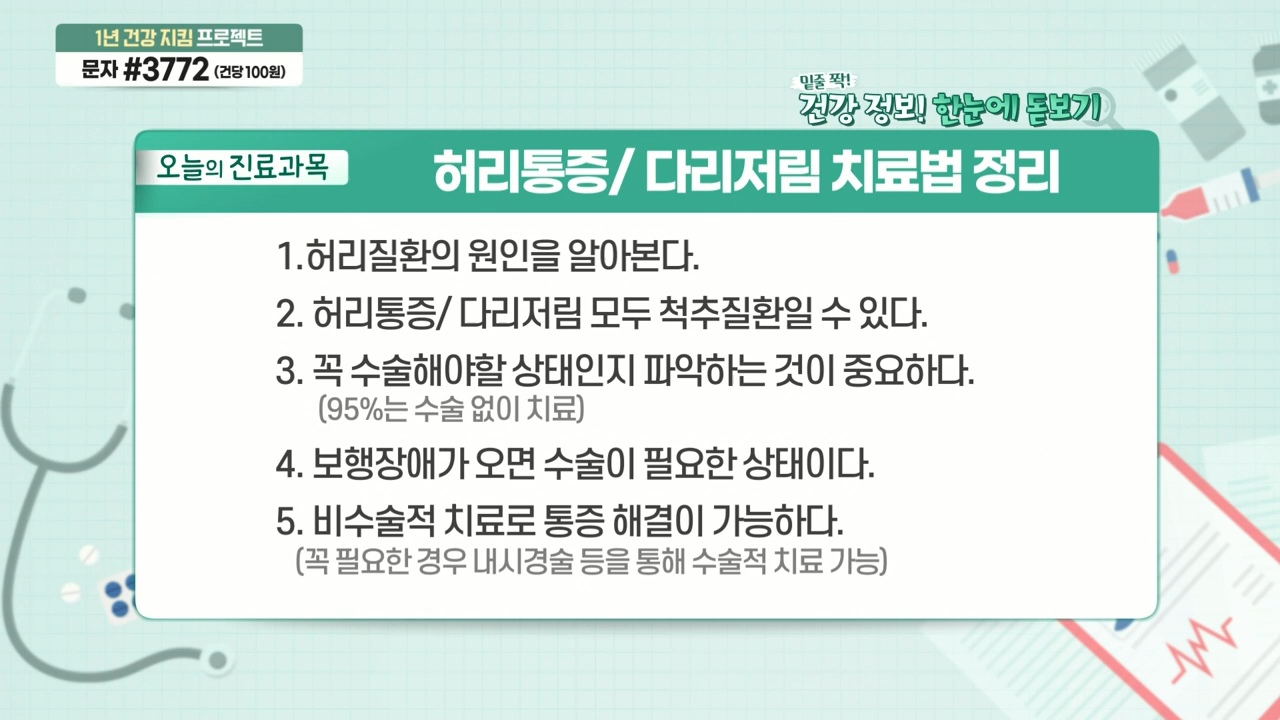 1년 건강 지킴 프로젝트
문자 #3772 (건당 100원)
밑줄 쫙!
건강 정보! 한눈에 돋보기
오늘의 진료과목
허리통증/ 다리저림 치료법 정리
1.허리질환의 원인을 알아본다.
2. 허리통증/ 다리저림 모두 척추질환일 수 있다.
3. 꼭 수술해야할 상태인지 파악하는 것이 중요하다.
(95%는 수술 없이 치료)
4. 보행장애가 오면 수술이 필요한 상태이다.
5. 비수술적 치료로 통증 해결이 가능하다.
(꼭 필요한 경우 내시경술 등을 통해 수술적 치료 가능)